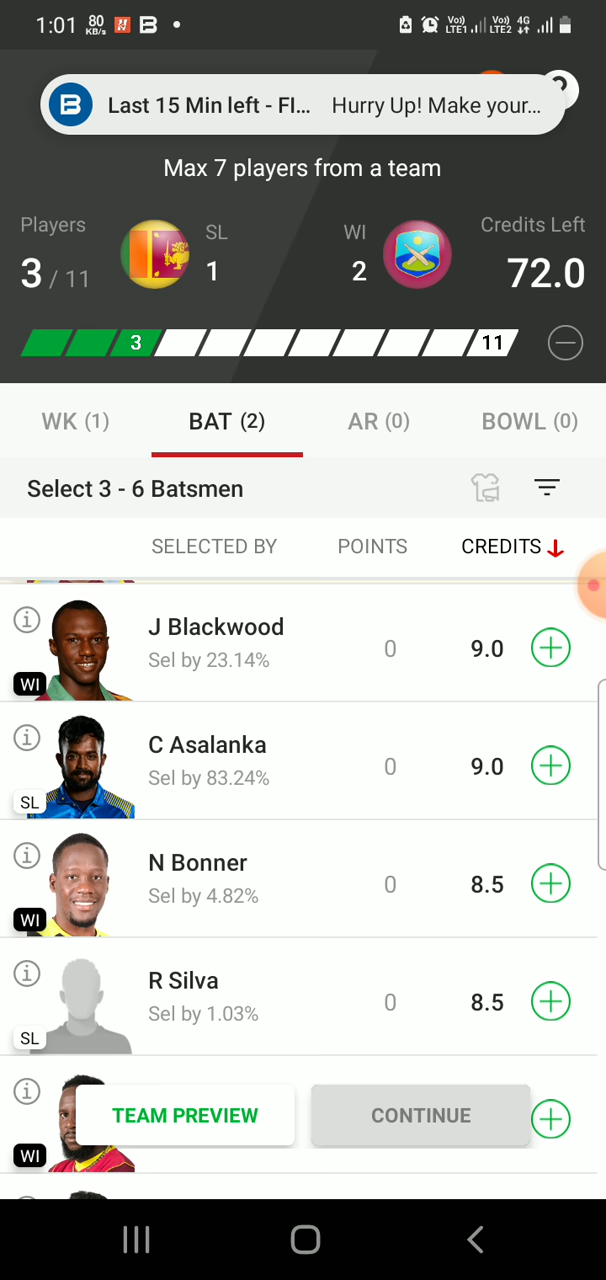 1:01 80 KB/s Vo)) LTE1 Vo)) LTE2 4G
B Last 15 Min left - FI... Hurry Up! Make your...
Max 7 players from a team
Players SL WI Credits Left
3 / 11 1 2 72.0
3 11
WK (1) BAT (2) AR (0) BOWL (0)
Select 3 - 6 Batsmen
SELECTED BY POINTS CREDITS
J Blackwood
Sel by 23.14% 0 9.0
WI
C Asalanka
Sel by 83.24% 0 9.0
SL
N Bonner
Sel by 4.82% 0 8.5
WI
R Silva
Sel by 1.03% 0 8.5
SL
TEAM PREVIEW CONTINUE
WI